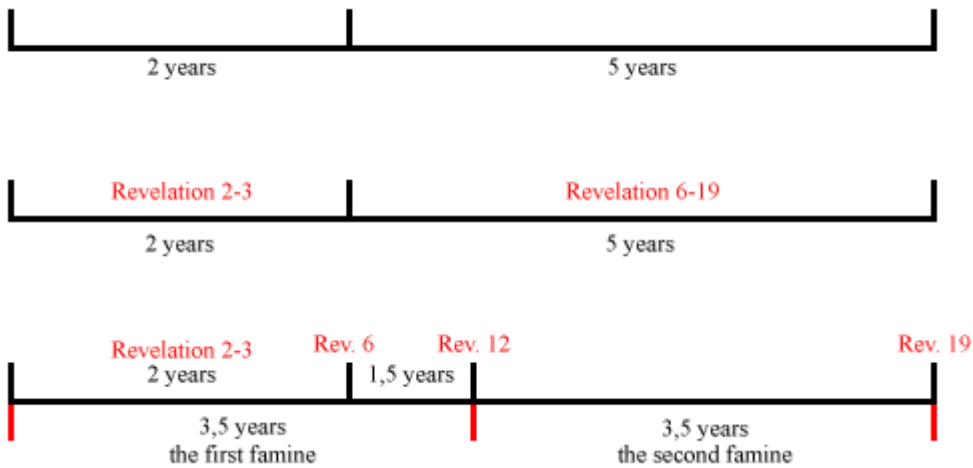 2 years 5 years
Revelation 2-3 Revelation 6-19
2 years 5 years
Revelation 2-3 Rev. 6 Rev. 12 Rev. 19
2 years 1,5 years
3,5 years 3,5 years
the first famine the second famine